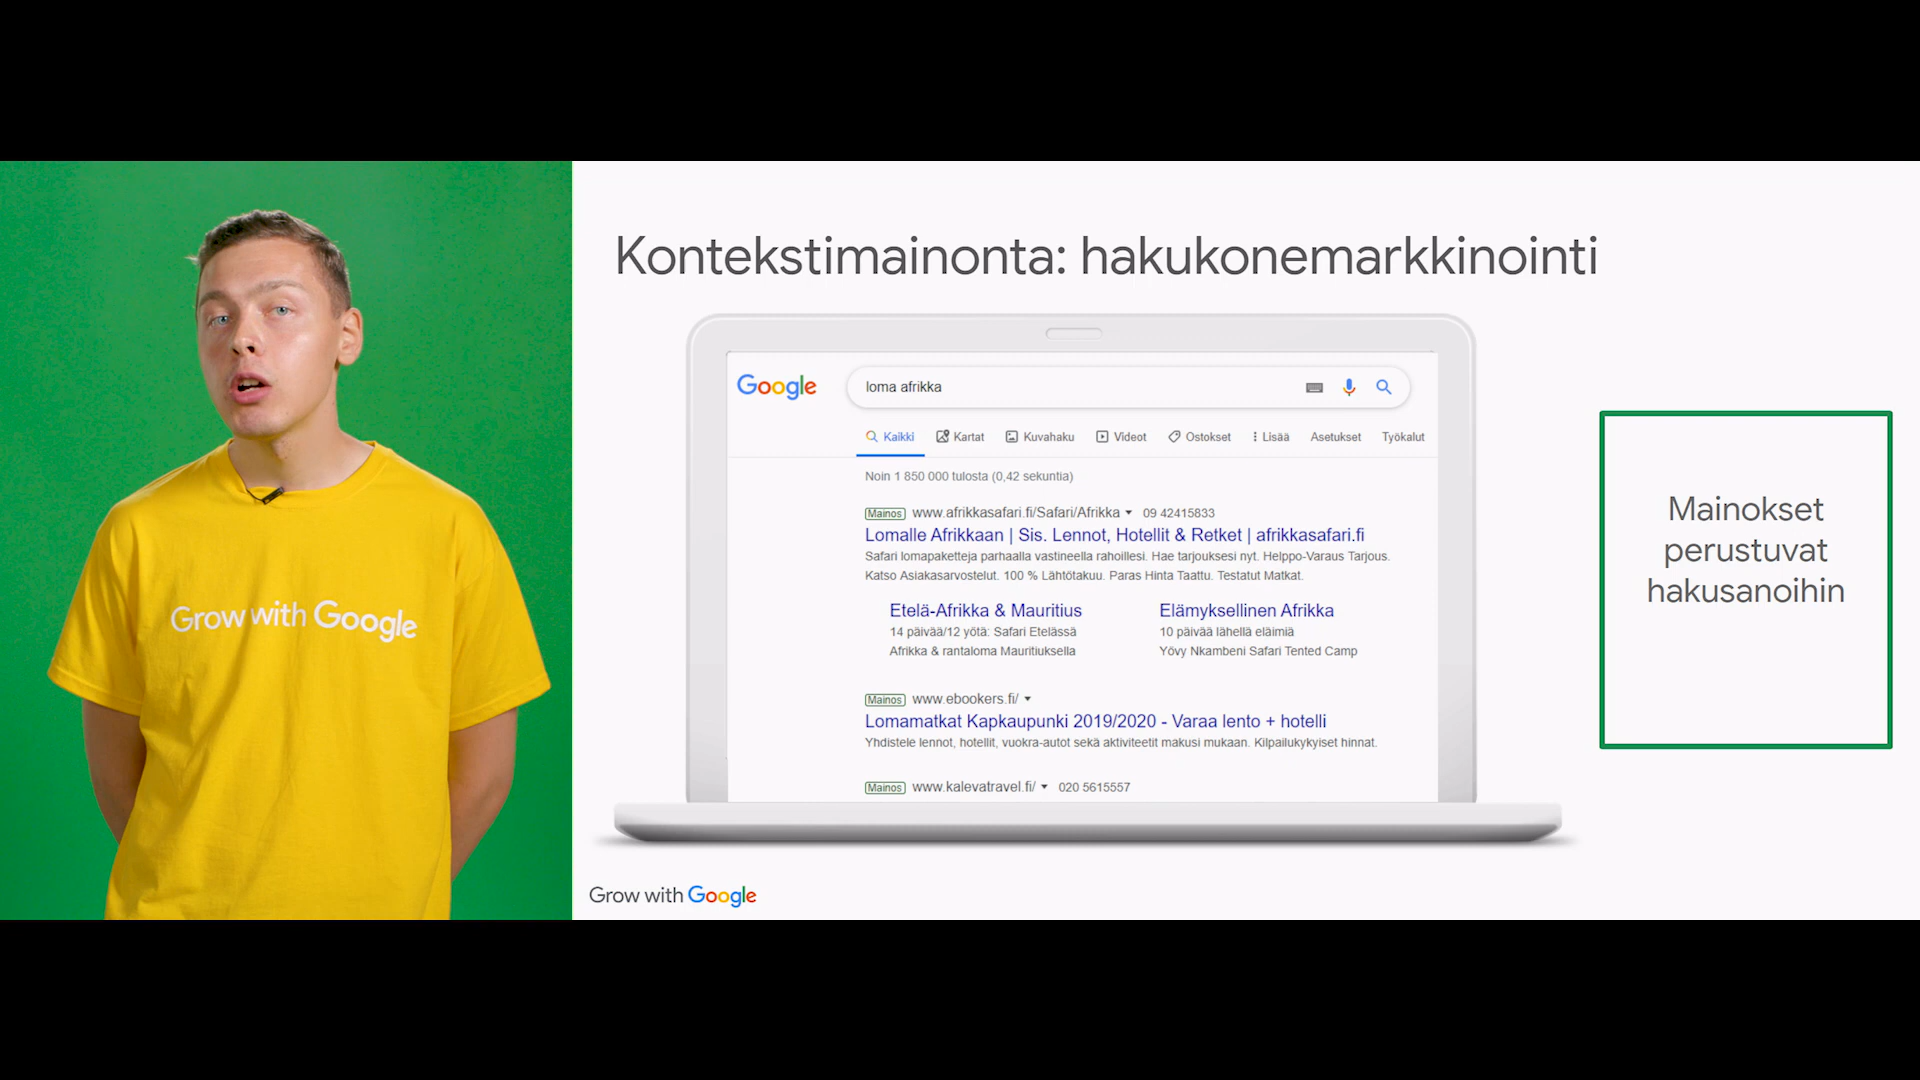 Kontekstimainonta: hakukonemarkkinointi
Google
loma afrikka
Kaikki Kartat Kuvahaku Videot Ostokset Lisää Asetukset Työkalut
Noin 1 850 000 tulosta (0,42 sekuntia)
Mainos www.afrikkasafari.fi/Safari/Afrikka 09 42415833
Lomalle Afrikkaan | Sis. Lennot, Hotellit & Retket | afrikkasafari.fi
Safari lomapaketteja parhaalla vastineella rahoillesi. Hae tarjouksesi nyt. Helppo-Varaus Tarjous.
Katso Asiakasarvostelut. 100 % Lähtötakuu. Paras Hinta Taattu. Testatut Matkat.
Etelä-Afrikka & Mauritius
14 päivää/12 yötä: Safari Etelässä
Afrikka & rantaloma Mauritiuksella
Elämyksellinen Afrikka
10 päivää lähellä eläimiä
Yövy Nkambeni Safari Tented Camp
Mainos www.ebookers.fi/
Lomamatkat Kapkaupunki 2019/2020 - Varaa lento + hotelli
Yhdistele lennot, hotellit, vuokra-autot sekä aktiviteetit makusi mukaan. Kilpailukykyiset hinnat.
Mainos www.kalevatravel.fi/ 020 5615557
Mainokset
perustuvat
hakusanoihin
Grow with Google
Grow with Google